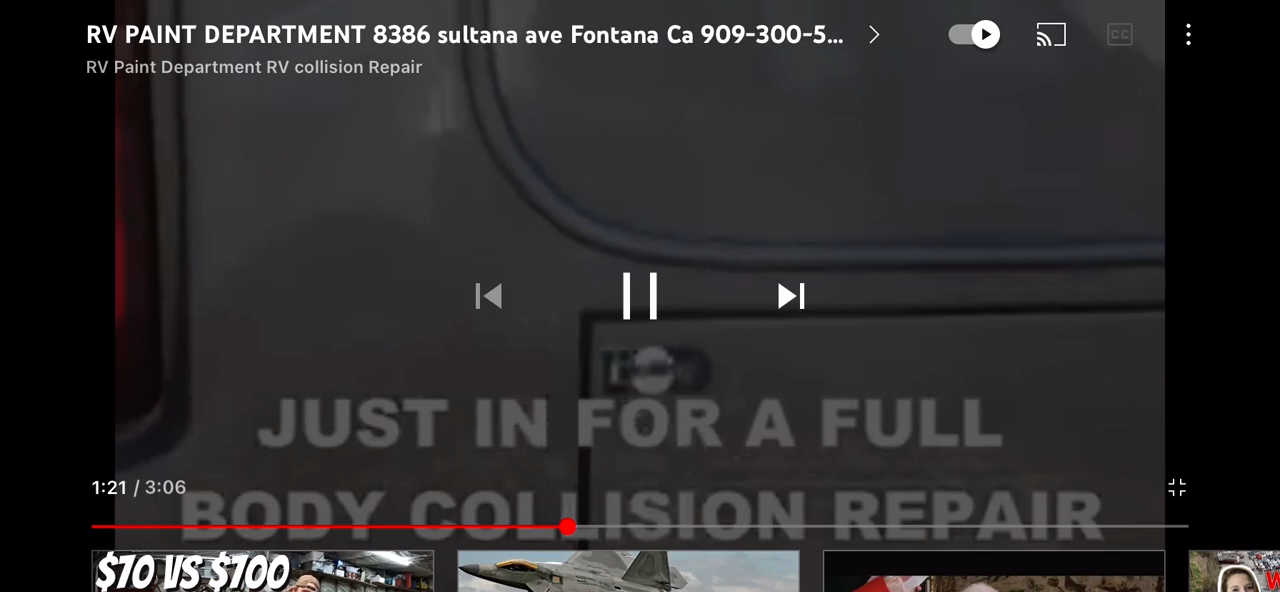 RV PAINT DEPARTMENT 8386 sultana ave Fontana Ca 909-300-5...
CC
RV Paint Department RV collision Repair
JUST IN FOR A FULL
1:21 / 3:06
BODY COLLISION REPAIR
$70 VS $700